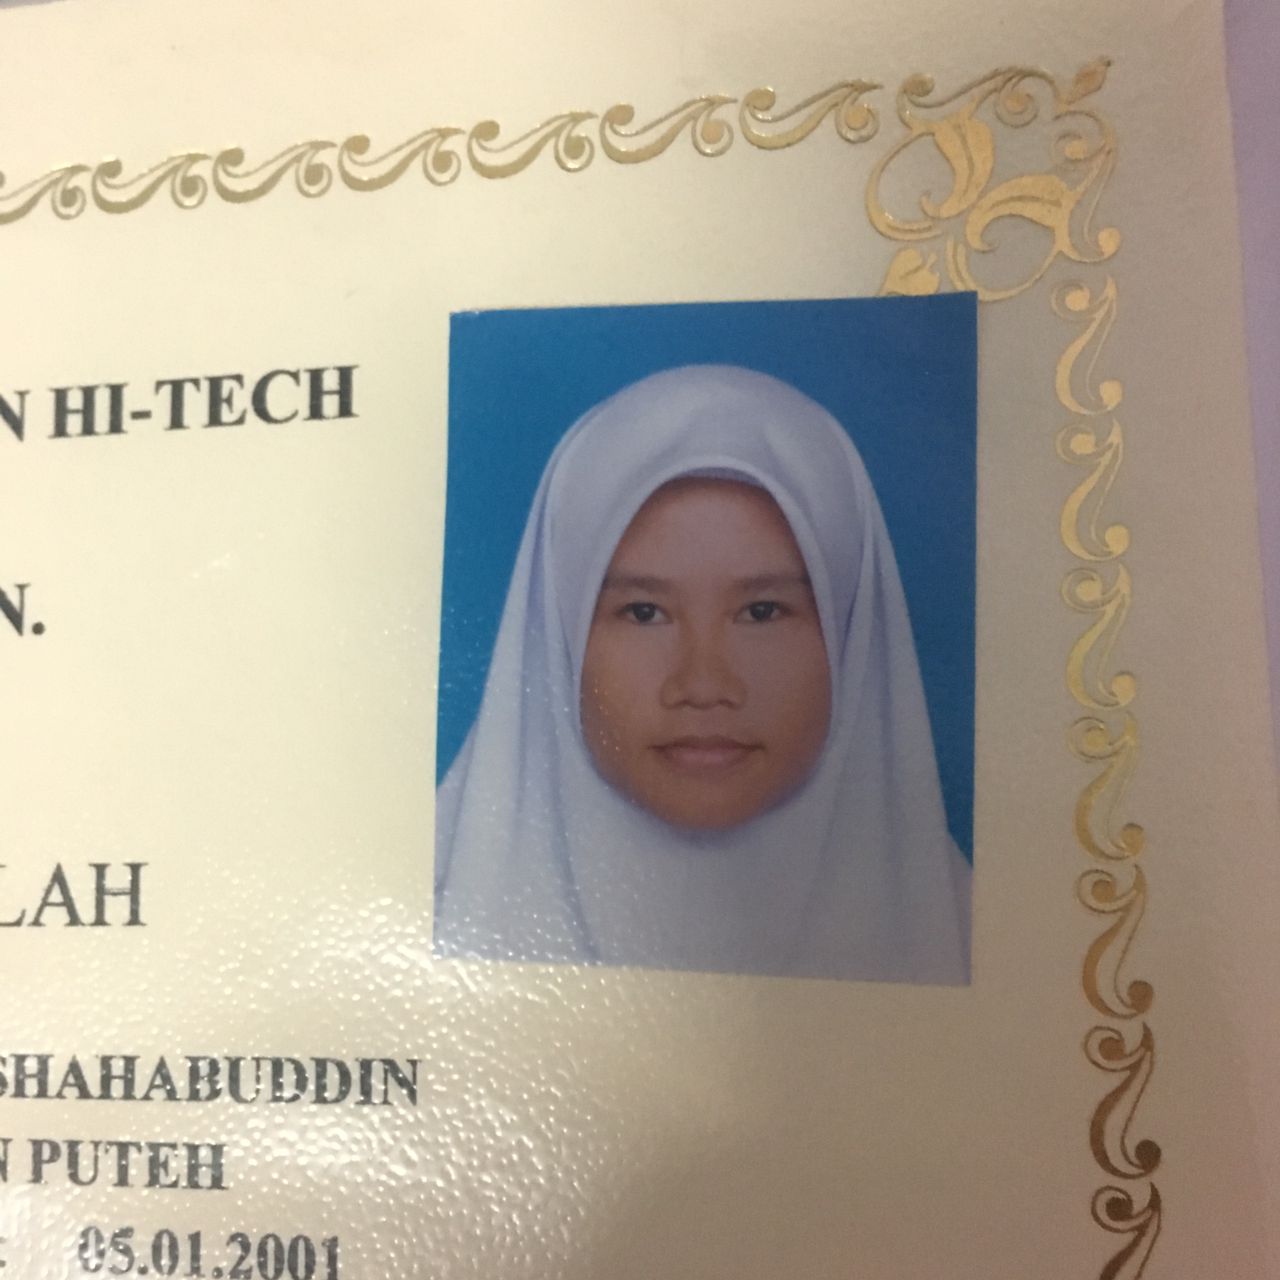 N HI-TECH
N.
LAH
SHAHABUDDIN
N PUTEH
: 05.01.2001